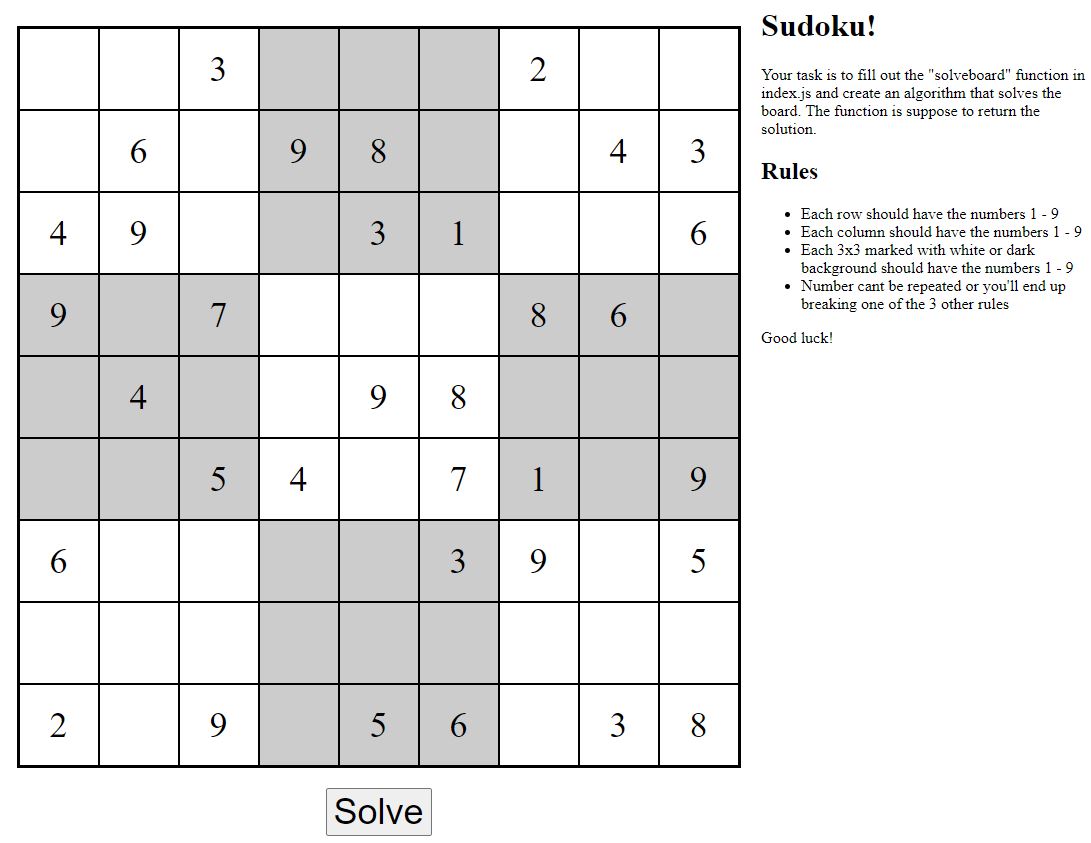 3 2
6 9 8 4 3
4 9 3 1 6
9 7 8 6
4 9 8
5 4 7 1 9
6 3 9 5
2 9 5 6 3 8
Solve
Sudoku!
Your task is to fill out the "solveboard" function in
index.js and create an algorithm that solves the
board. The function is suppose to return the
solution.
Rules
• Each row should have the numbers 1 - 9
• Each column should have the numbers 1 - 9
• Each 3x3 marked with white or dark
background should have the numbers 1 - 9
• Number cant be repeated or you'll end up
breaking one of the 3 other rules
Good luck!